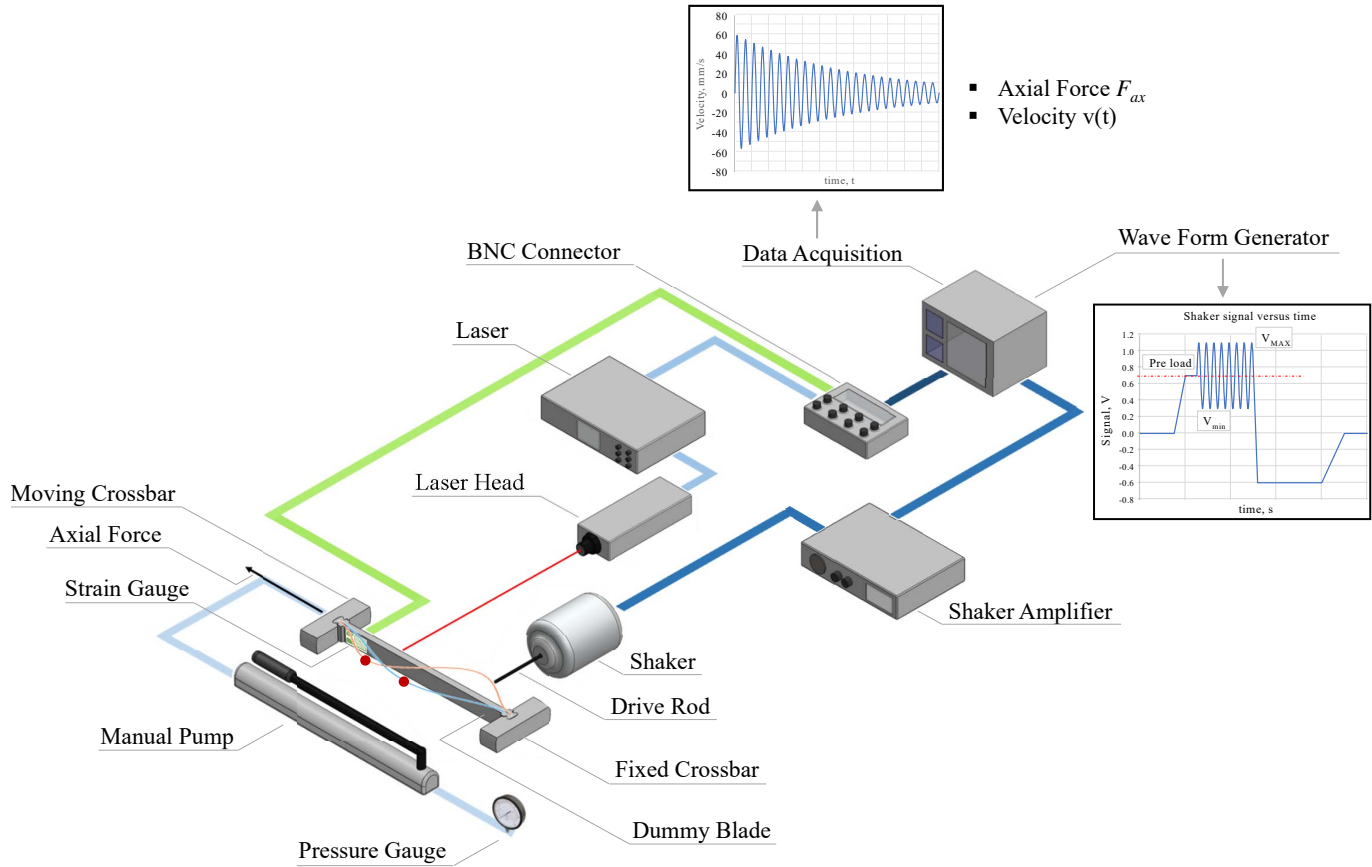 80
60
40
20
0
-20
-40
-60
-80
Velocity, mm/s
time, t
▪ Axial Force F_ax
▪ Velocity v(t)
BNC Connector
Data Acquisition
Wave Form Generator
Laser
Shaker signal versus time
1.2
1.0
0.8
0.6
0.4
0.2
0.0
-0.2
-0.4
-0.6
-0.8
Signal, V
Pre load
V_MAX
V_min
time, s
Laser Head
Moving Crossbar
Axial Force
Strain Gauge
Shaker Amplifier
Shaker
Drive Rod
Manual Pump
Fixed Crossbar
Dummy Blade
Pressure Gauge